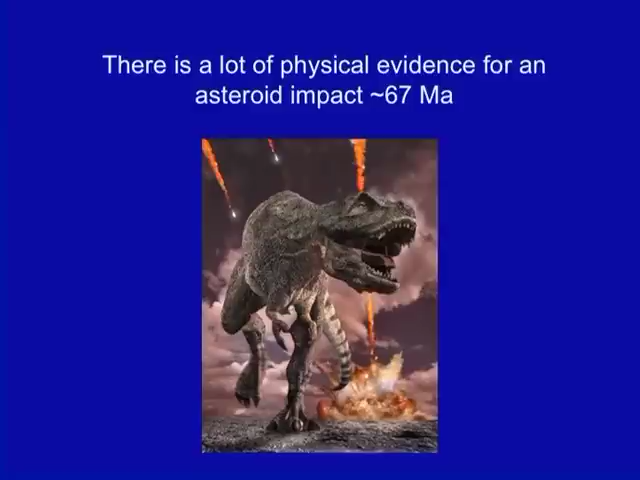 There is a lot of physical evidence for an
asteroid impact ~67 Ma